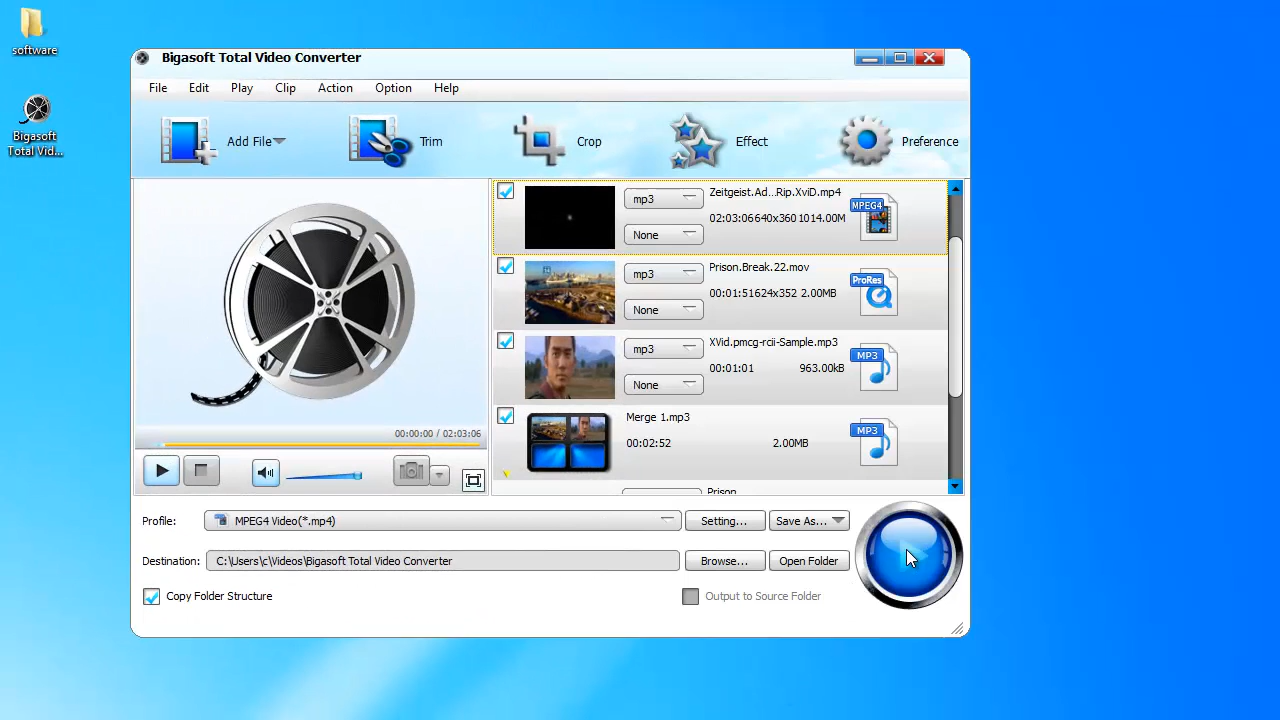 software
Bigasoft
Total Vid...
Bigasoft Total Video Converter
File Edit Play Clip Action Option Help
Add File Trim Crop Effect Preference
mp3 Zeitgeist.Ad...Rip.XviD.mp4
02:03:06 640x360 1014.00M
MPEG4
None
mp3 Prison.Break.22.mov
00:01:51 624x352 2.00MB
ProRes
None
mp3 XVid.pmcg-rcii-Sample.mp3
00:01:01 963.00kB
MP3
None
Merge 1.mp3
00:02:52 2.00MB
MP3
Prison
00:00:00 / 02:03:06
Profile: MPEG4 Video(*.mp4) Setting... Save As...
Destination: C:\Users\c\Videos\Bigasoft Total Video Converter Browse... Open Folder
Copy Folder Structure Output to Source Folder